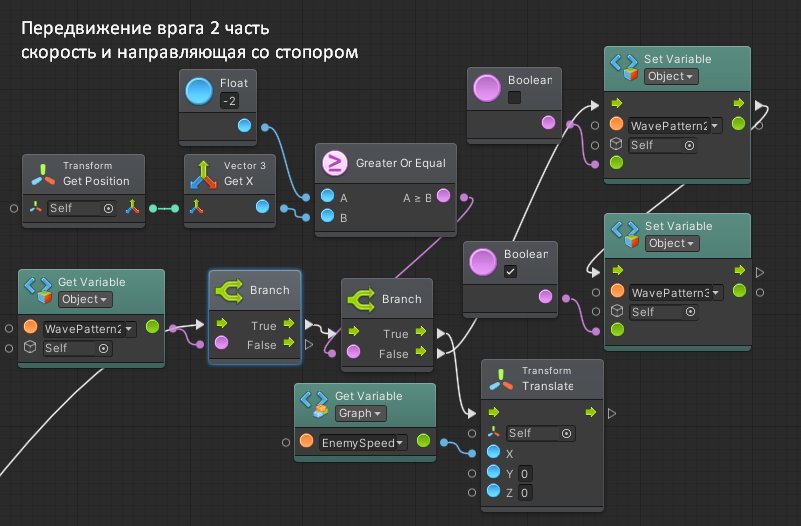 Передвижение врага 2 часть
скорость и направляющая со стопором
Float
-2
Boolean
Set Variable
Object
WavePattern2
Self
Transform
Get Position
Self
Vector 3
Get X
Greater Or Equal
A
A ≥ B
B
Set Variable
Object
WavePattern3
Self
Boolean
Get Variable
Object
WavePattern2
Self
Branch
True
False
Branch
True
False
Transform
Translate
Self
X
Y 0
Z 0
Get Variable
Graph
EnemySpeed